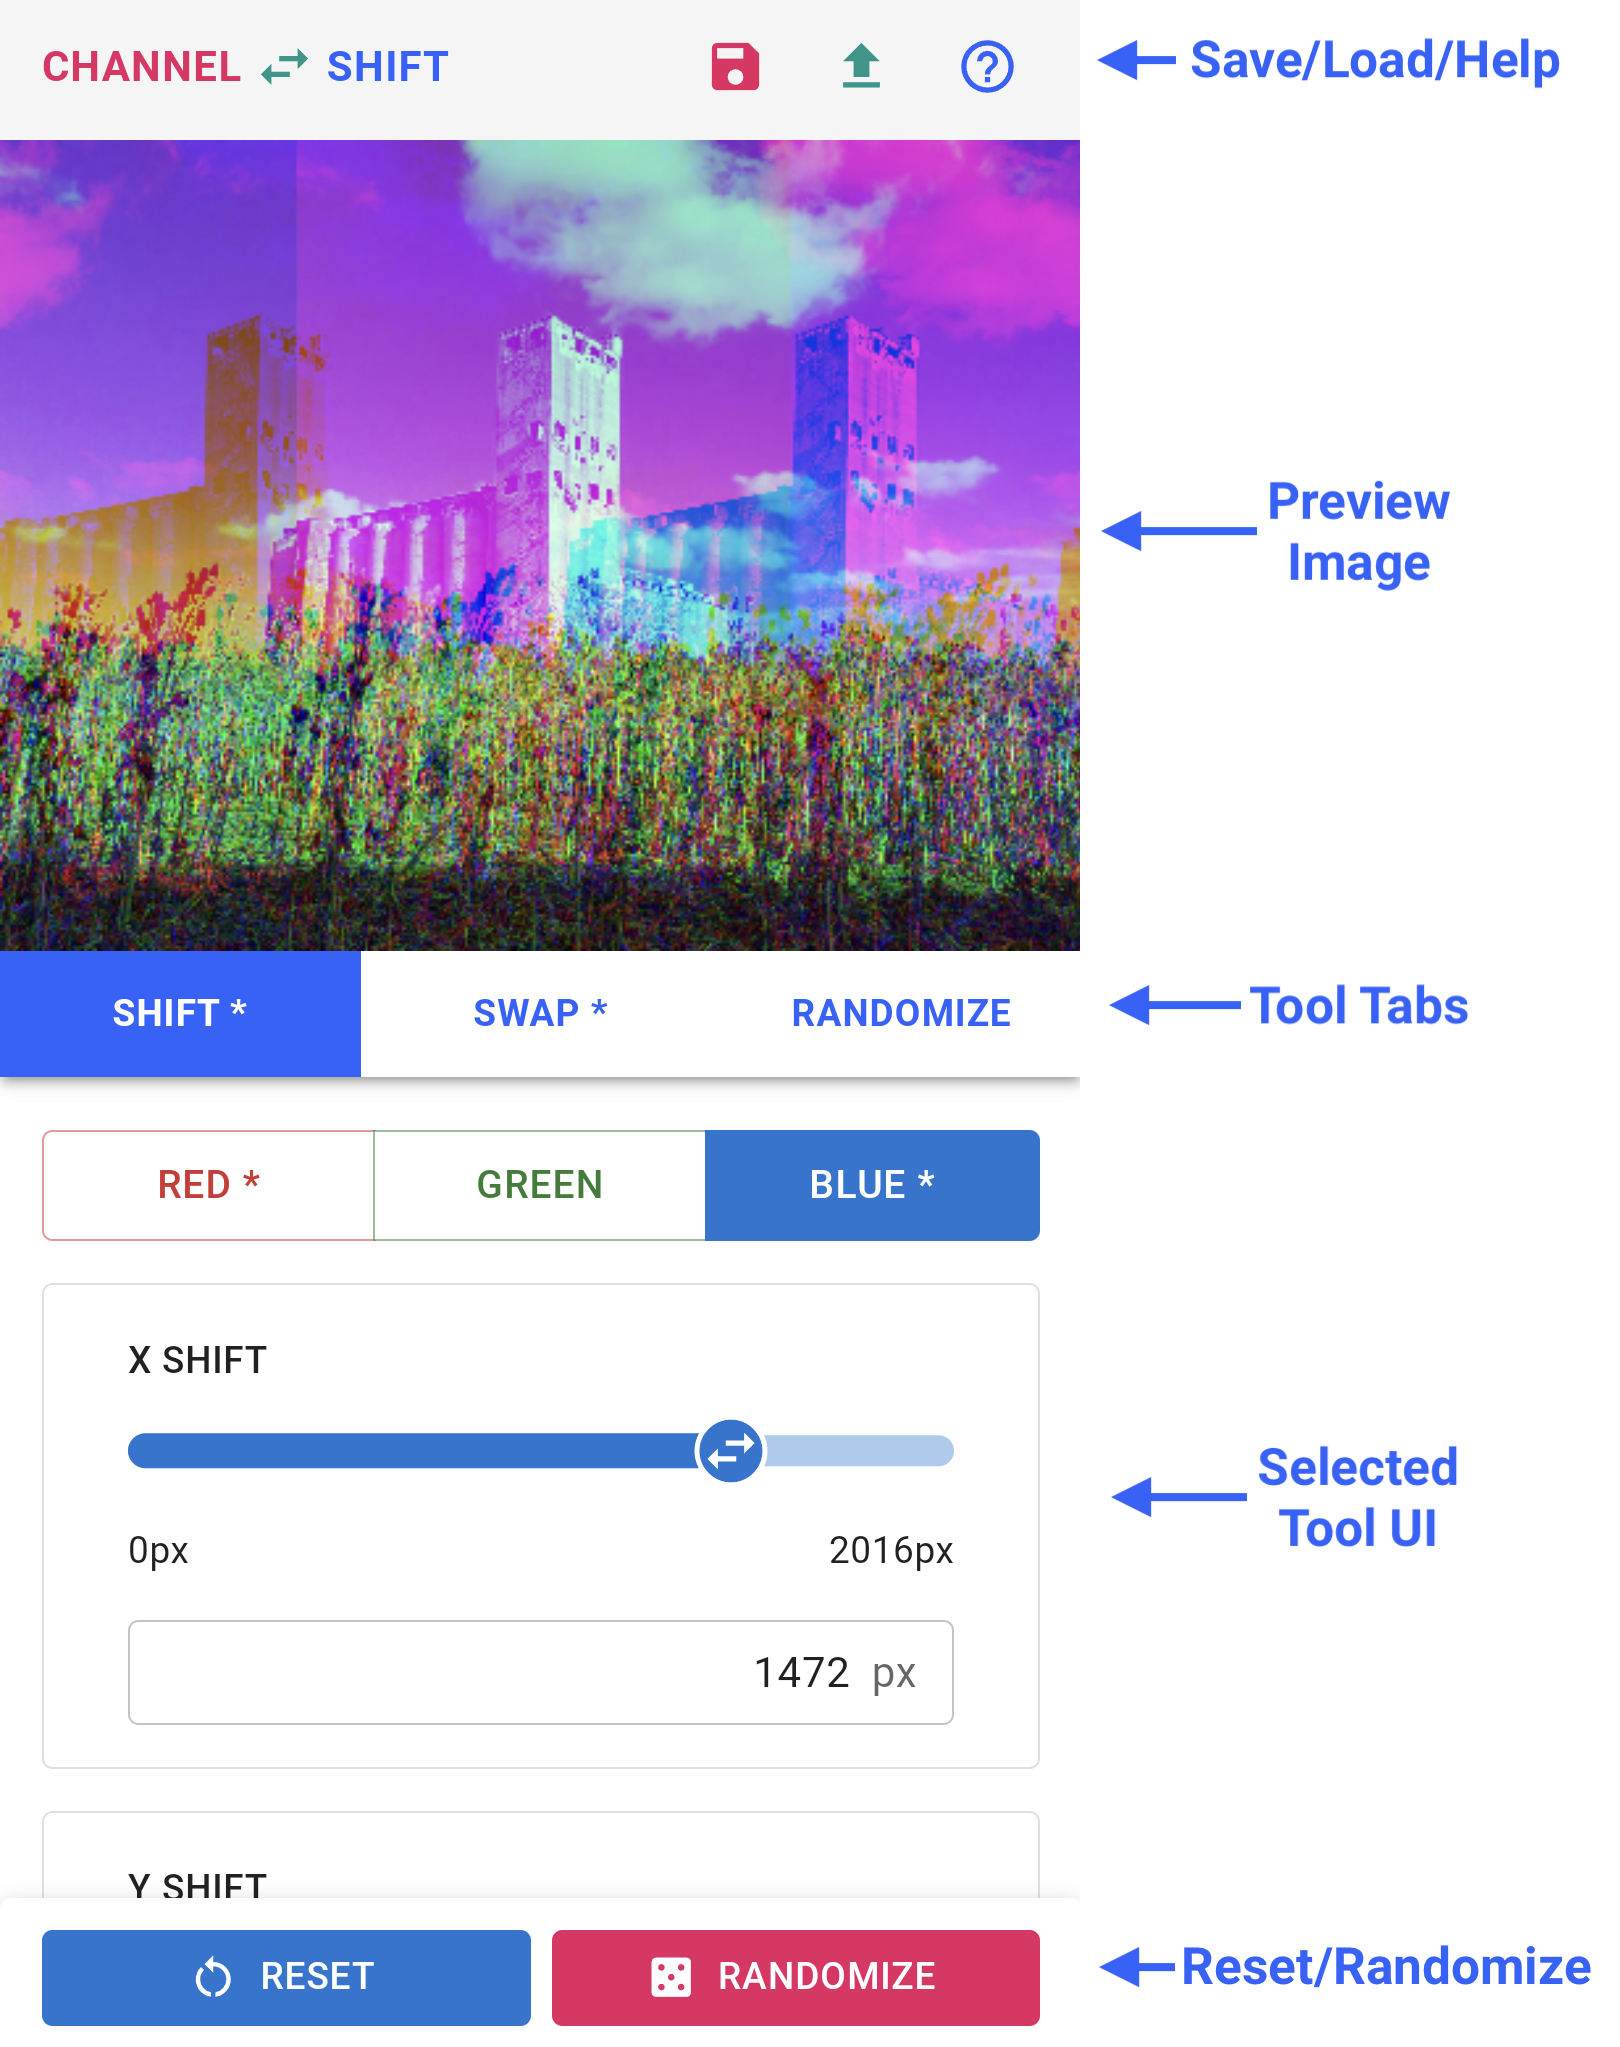 CHANNEL SHIFT
Save/Load/Help
Preview
Image
SHIFT *
SWAP *
RANDOMIZE
Tool Tabs
RED *
GREEN
BLUE *
X SHIFT
0px
2016px
1472 px
Selected
Tool UI
Y SHIFT
RESET
RANDOMIZE
Reset/Randomize